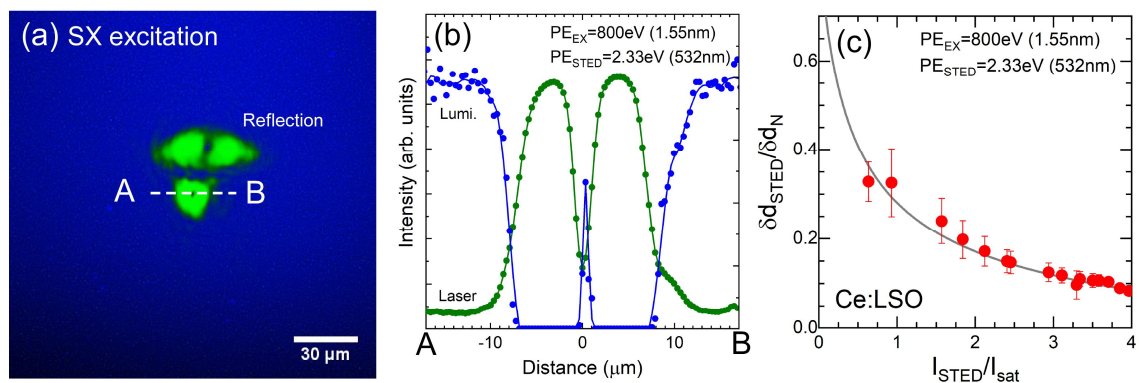 (a) SX excitation
Reflection
A
B
30 μm
(b)
PE_EX=800eV (1.55nm)
PE_STED=2.33eV (532nm)
Lumi.
Laser
Intensity (arb. units)
A
-10
0
10
B
Distance (μm)
(c)
PE_EX=800eV (1.55nm)
PE_STED=2.33eV (532nm)
δd_STED/δd_N
0.6
0.4
0.2
0.0
Ce:LSO
0
1
2
3
4
I_STED/I_sat